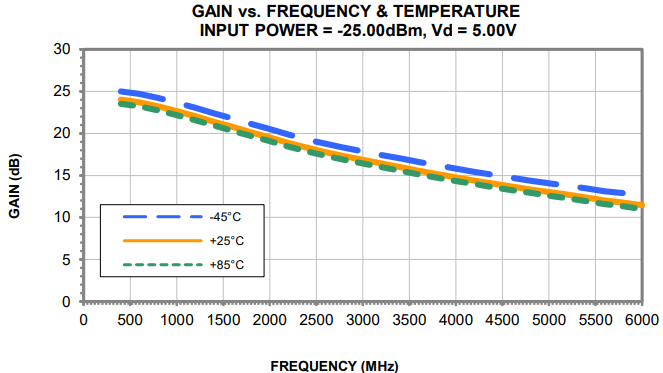 GAIN vs. FREQUENCY & TEMPERATURE
INPUT POWER = -25.00dBm, Vd = 5.00V
30
25
20
15
10
5
0
GAIN (dB)
-45°C
+25°C
+85°C
0 500 1000 1500 2000 2500 3000 3500 4000 4500 5000 5500 6000
FREQUENCY (MHz)